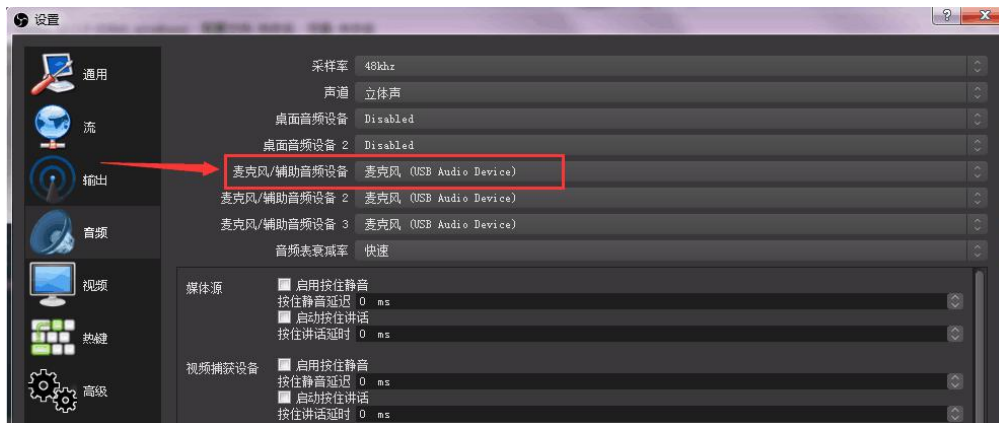 设置
通用
流
输出
音频
视频
热键
高级
采样率 48khz
声道 立体声
桌面音频设备 Disabled
桌面音频设备 2 Disabled
麦克风/辅助音频设备 麦克风 (USB Audio Device)
麦克风/辅助音频设备 2 麦克风 (USB Audio Device)
麦克风/辅助音频设备 3 麦克风 (USB Audio Device)
音频表衰减率 快速
媒体源 启用按住静音
按住静音延迟 0 ms
启动按住讲话
按住讲话延时 0 ms
视频捕获设备 启用按住静音
按住静音延迟 0 ms
启动按住讲话
按住讲话延时 0 ms